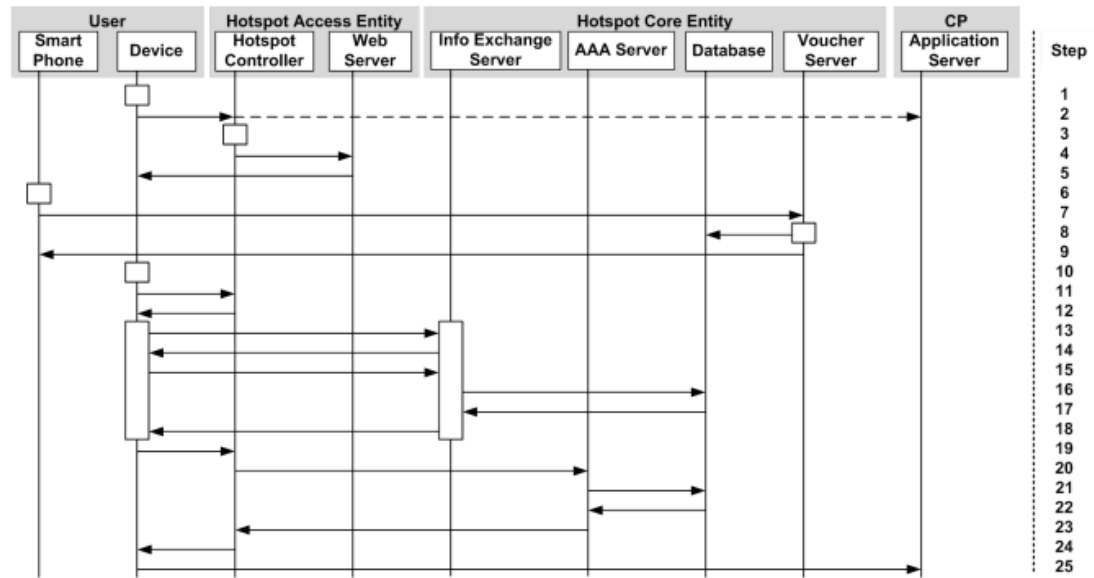 User
Hotspot Access Entity
Hotspot Core Entity
CP
Smart
Phone
Device
Hotspot
Controller
Web
Server
Info Exchange
Server
AAA Server
Database
Voucher
Server
Application
Server
Step
1
2
3
4
5
6
7
8
9
10
11
12
13
14
15
16
17
18
19
20
21
22
23
24
25